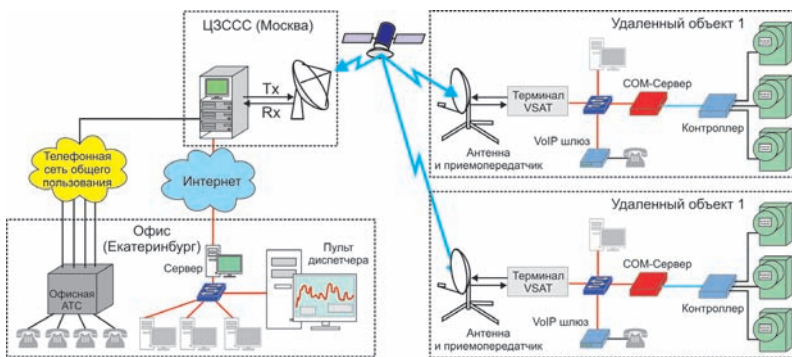 ЦЗССС (Москва)
Tx
Rx
Телефонная
сеть общего
пользования
Интернет
Офис
(Екатеринбург)
Сервер
Пульт
диспетчера
Офисная
АТС
Удаленный объект 1
Терминал
VSAT
COM-Сервер
Контроллер
VoIP шлюз
Антенна
и приемопередатчик
Удаленный объект 1
Терминал
VSAT
COM-Сервер
Контроллер
VoIP шлюз
Антенна
и приемопередатчик